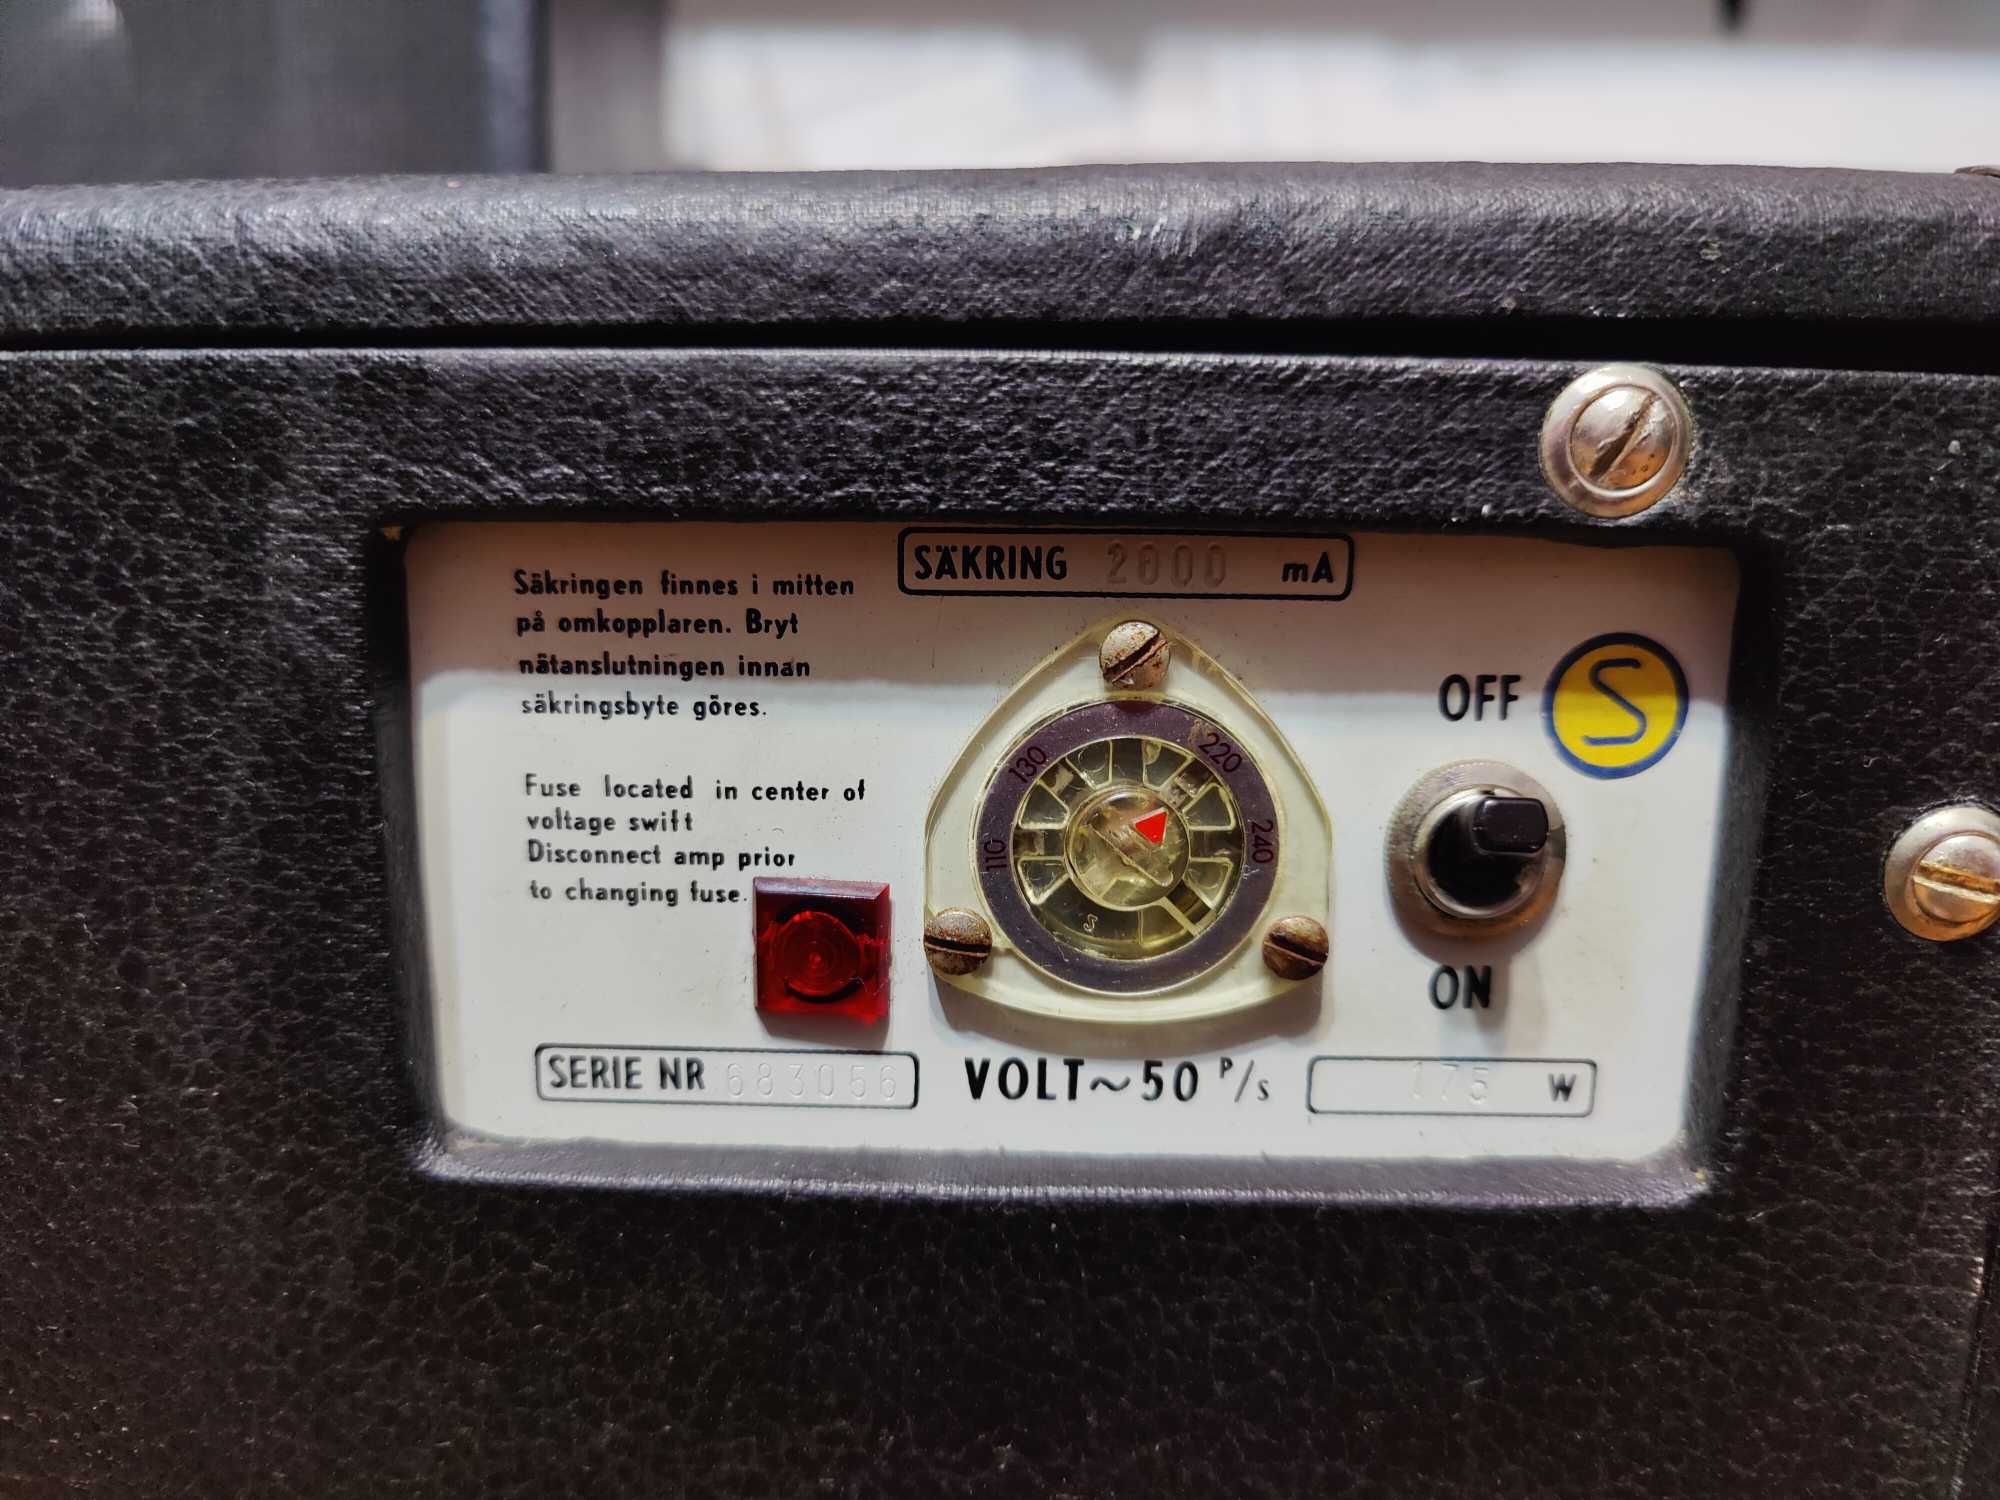 SÄKRING 2000 mA
Säkringen finnes i mitten
på omkopplaren. Bryt
nätanslutningen innan
säkringsbyte göres.
Fuse located in center of
voltage swift
Disconnect amp prior
to changing fuse.
110
130
220
240
OFF
S
ON
SERIE NR 683056
VOLT~50 P/s
175 W